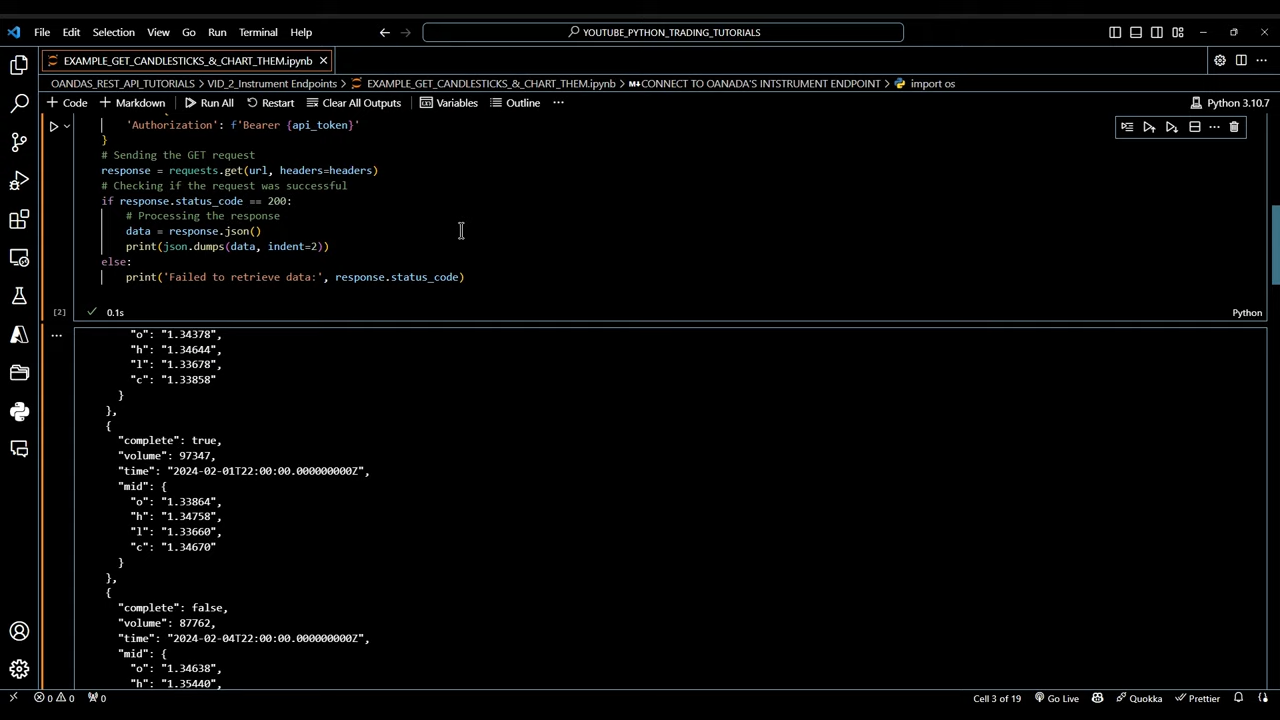 File Edit Selection View Go Run Terminal Help
YOUTUBE_PYTHON_TRADING_TUTORIALS
EXAMPLE_GET_CANDLESTICKS_&_CHART_THEM.ipynb
OANDAS_REST_API_TUTORIALS > VID_2_Instrument Endpoints > EXAMPLE_GET_CANDLESTICKS_&_CHART_THEM.ipynb > M↓CONNECT TO OANADA'S INTSTRUMENT ENDPOINT > import os
+ Code + Markdown Run All Restart Clear All Outputs Variables Outline ... Python 3.10.7
'Authorization': f'Bearer {api_token}'
}
# Sending the GET request
response = requests.get(url, headers=headers)
# Checking if the request was successful
if response.status_code == 200:
# Processing the response
data = response.json()
print(json.dumps(data, indent=2))
else:
print('Failed to retrieve data:', response.status_code)
[2] 0.1s Python
"o": "1.34378",
"h": "1.34644",
"l": "1.33678",
"c": "1.33858"
}
},
{
"complete": true,
"volume": 97347,
"time": "2024-02-01T22:00:00.000000000Z",
"mid": {
"o": "1.33864",
"h": "1.34758",
"l": "1.33660",
"c": "1.34670"
}
},
{
"complete": false,
"volume": 87762,
"time": "2024-02-04T22:00:00.000000000Z",
"mid": {
"o": "1.34638",
"h": "1.35440",
0 0 0 Cell 3 of 19 Go Live Quokka Prettier